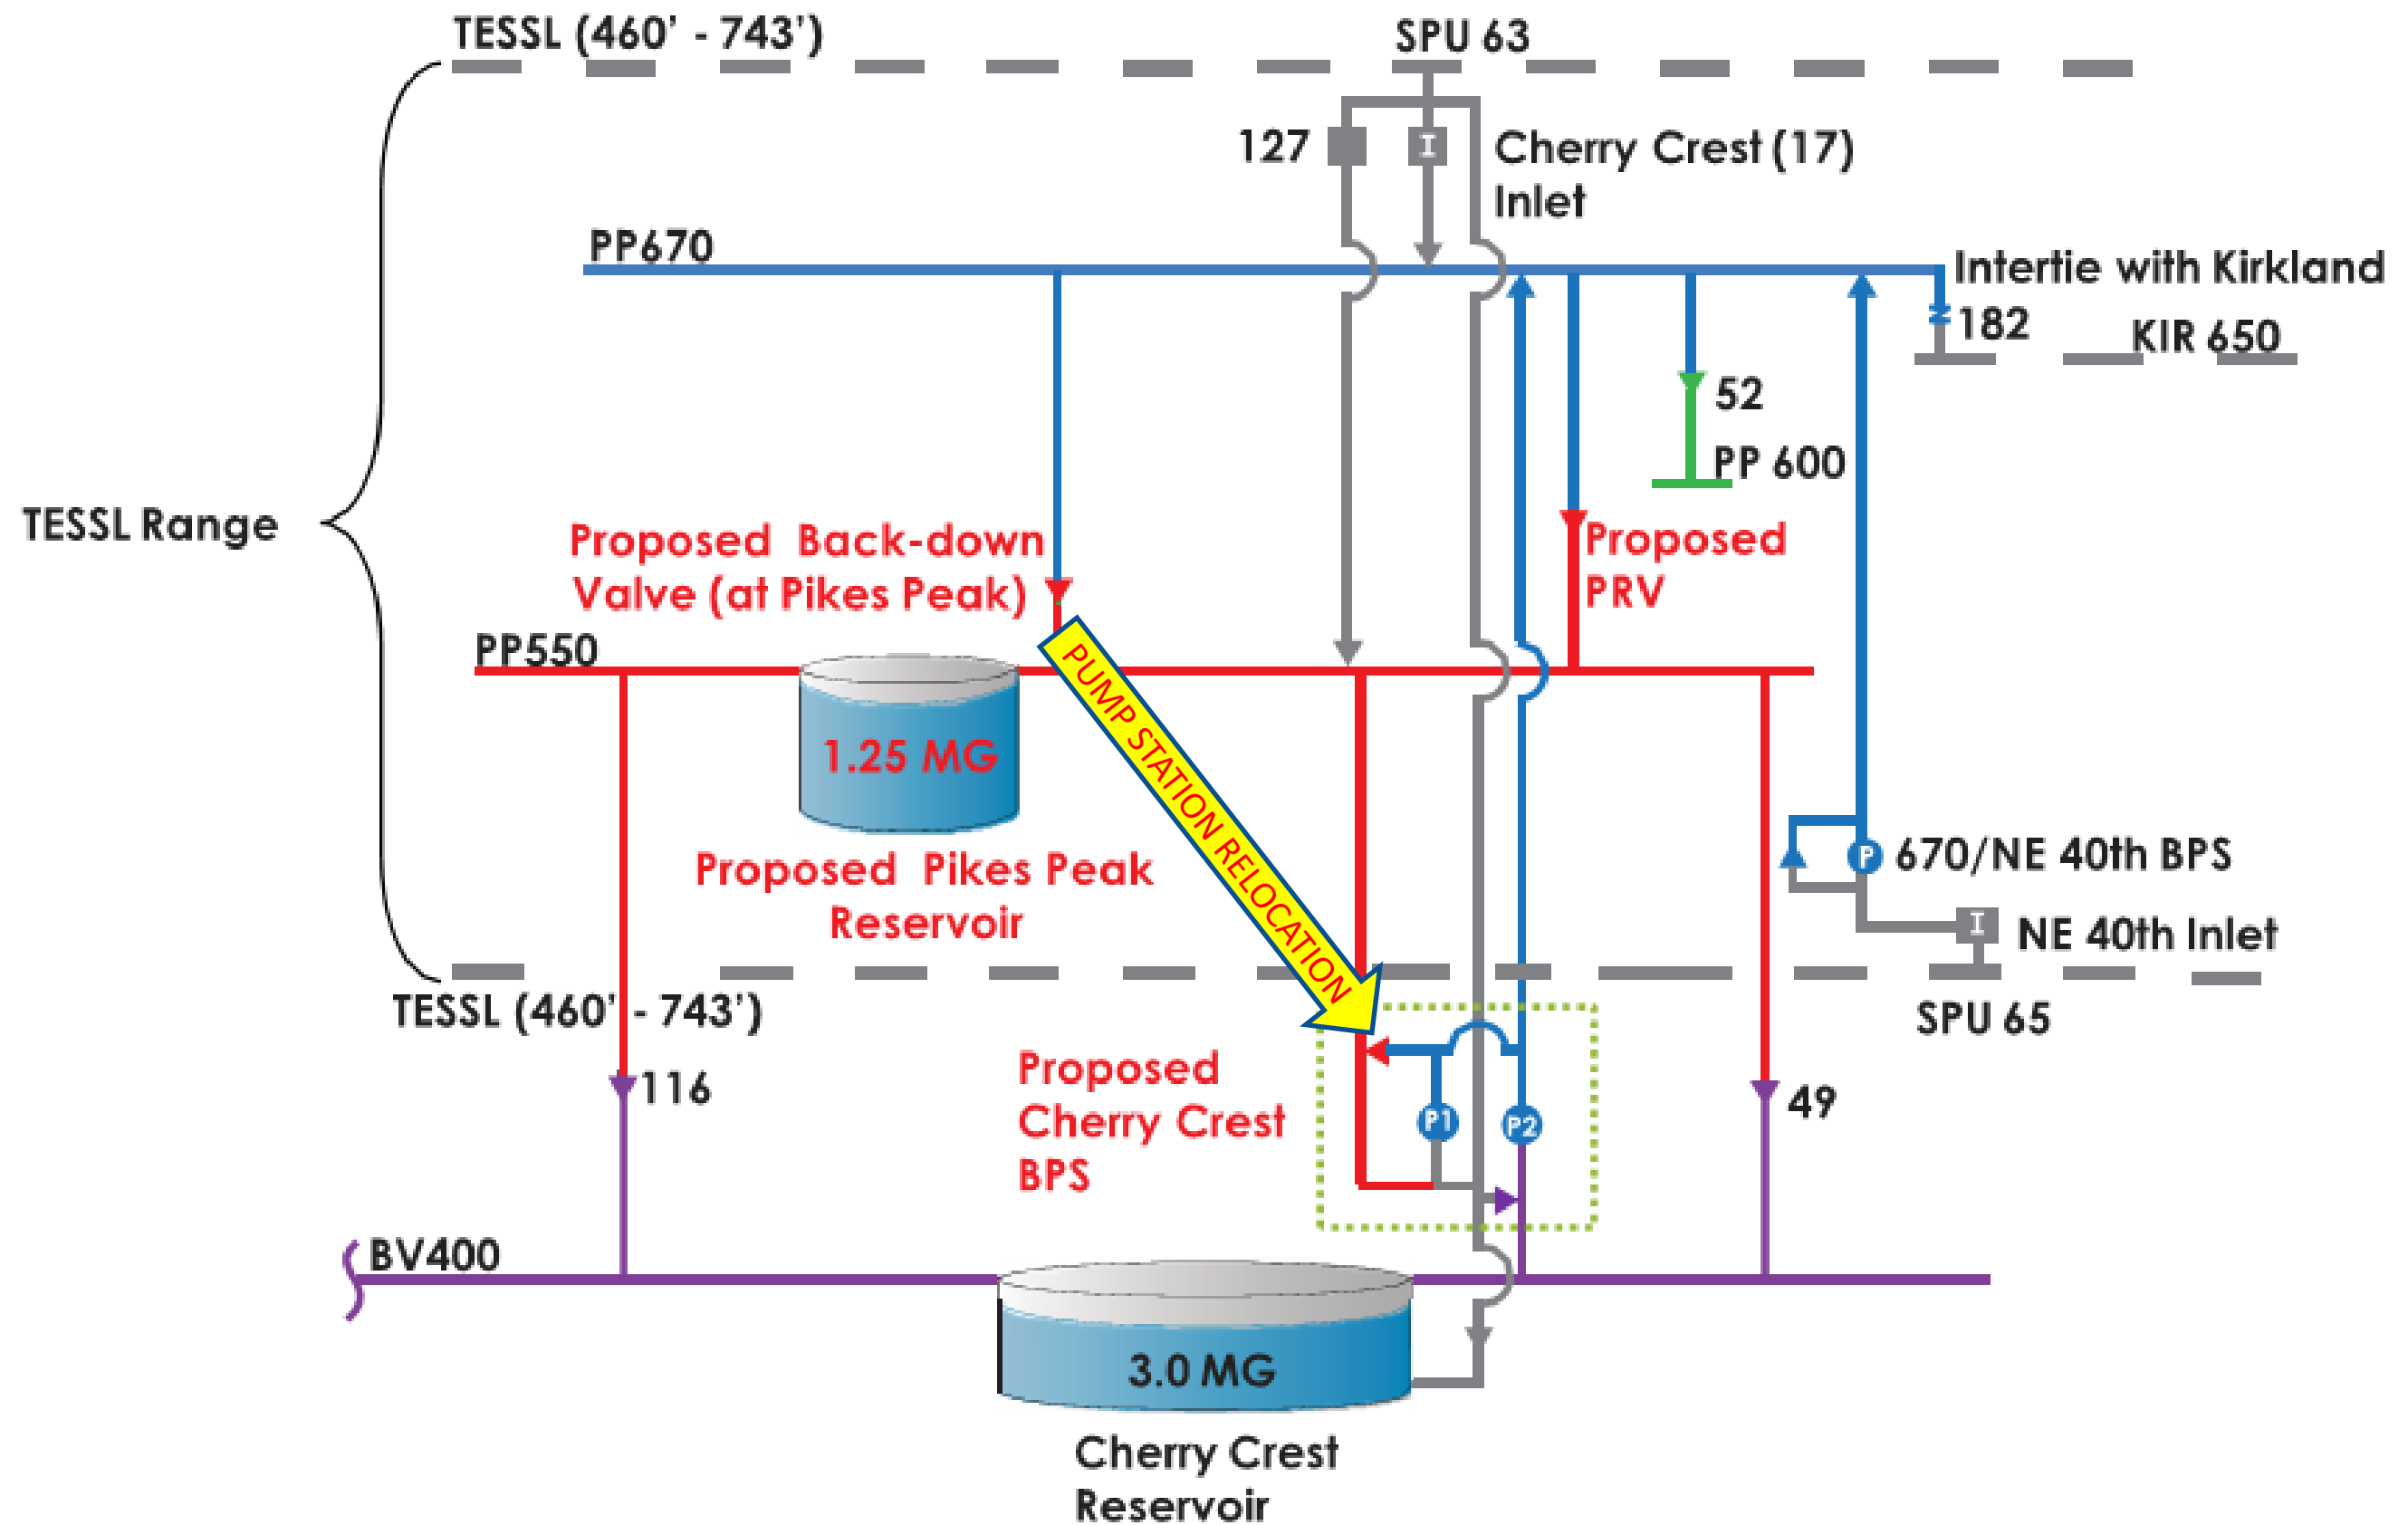 TESSL (460’ - 743’)
SPU 63
127
I
Cherry Crest (17)
Inlet
PP670
Intertie with Kirkland
182
KIR 650
52
PP 600
TESSL Range
Proposed Back-down
Valve (at Pikes Peak)
Proposed
PRV
PP550
PUMP STATION RELOCATION
1.25 MG
Proposed Pikes Peak
Reservoir
P
670/NE 40th BPS
I
NE 40th Inlet
TESSL (460’ - 743’)
SPU 65
116
Proposed
Cherry Crest
BPS
P1
P2
49
BV400
3.0 MG
Cherry Crest
Reservoir